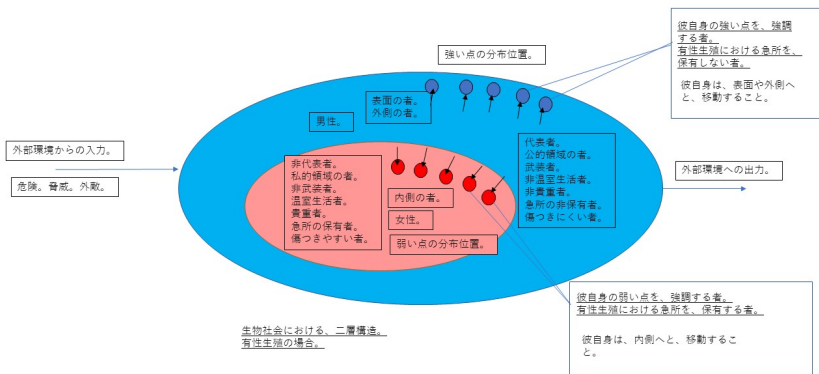 彼自身の強い点を、強調
する者。
有性生殖における急所を、
保有しない者。
彼自身は、表面や外側へ
と、移動すること。
強い点の分布位置。
表面の者。
外側の者。
男性。
外部環境からの入力。
危険。脅威。外敵。
非代表者。
私的領域の者。
非武装者。
温室生活者。
貴重者。
急所の保有者。
傷つきやすい者。
内側の者。
女性。
弱い点の分布位置。
代表者。
公的領域の者。
武装者。
非温室生活者。
非貴重者。
急所の非保有者。
傷つきにくい者。
外部環境への出力。
彼自身の弱い点を、強調する者。
有性生殖における急所を、保有する者。
彼自身は、内側へと、移動するこ
と。
生物社会における、二層構造。
有性生殖の場合。